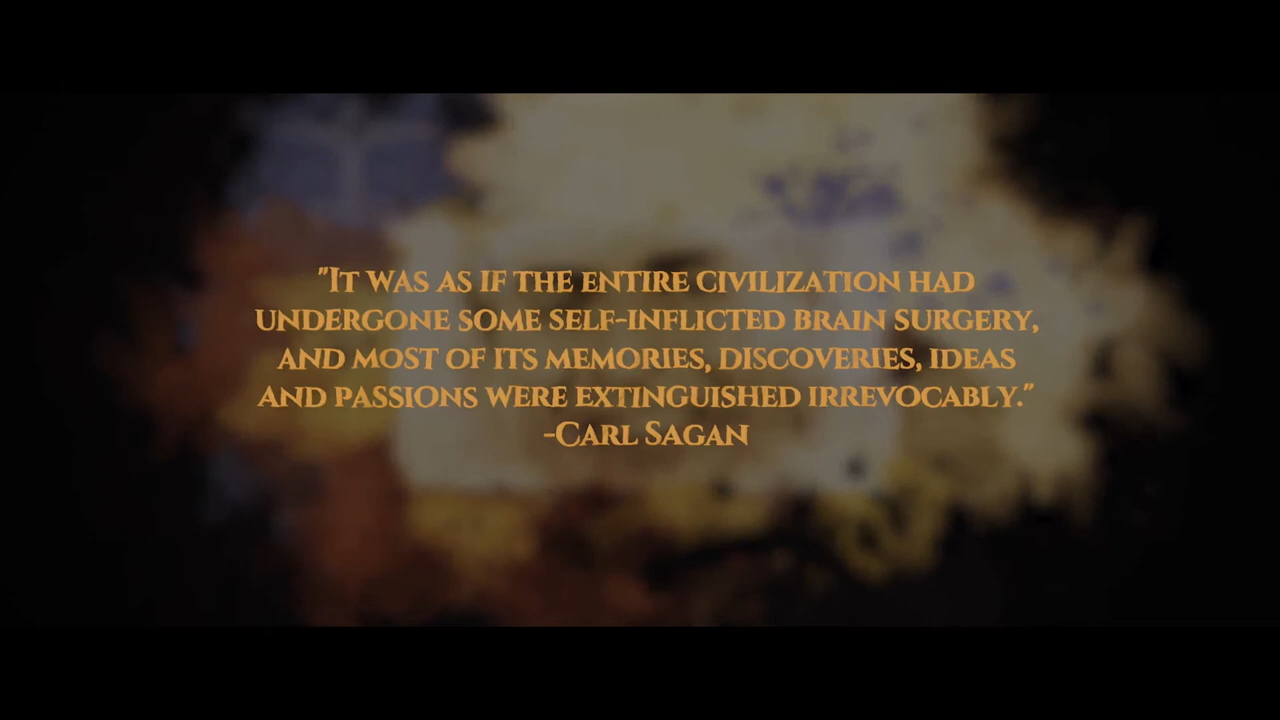 "It was as if the entire civilization had
undergone some self-inflicted brain surgery,
and most of its memories, discoveries, ideas
and passions were extinguished irrevocably."
-Carl Sagan